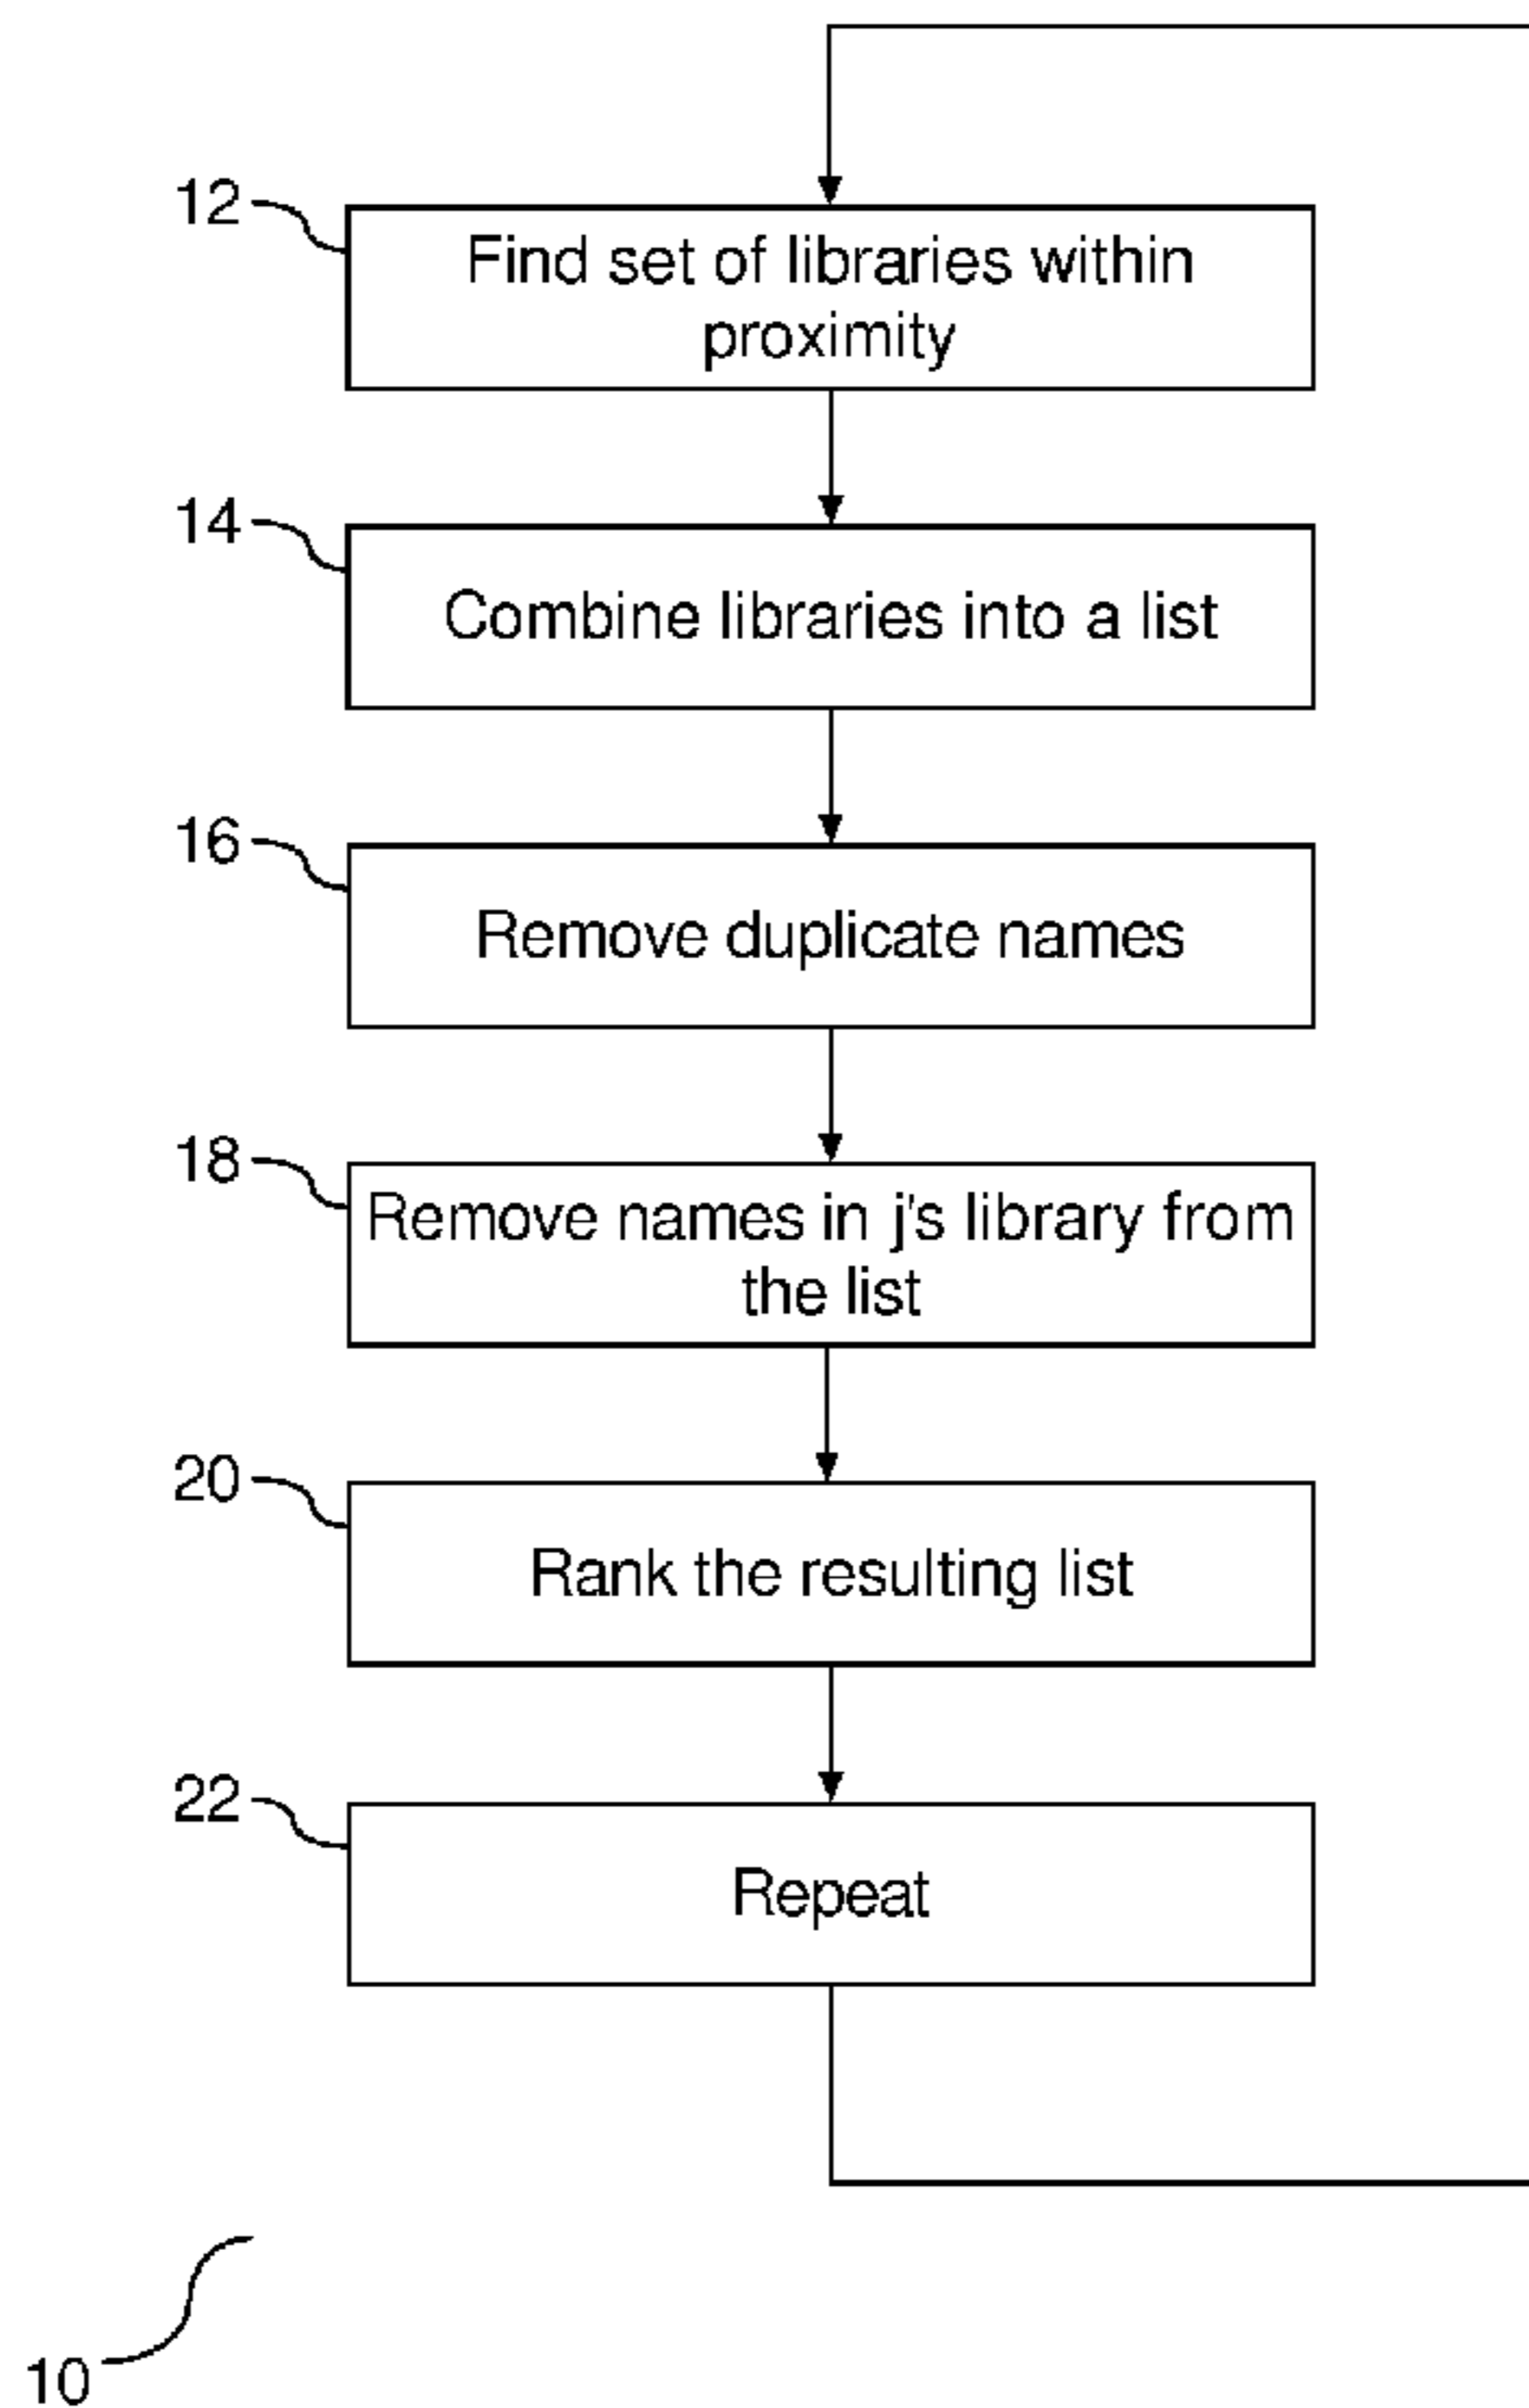 12
Find set of libraries within
proximity
14
Combine libraries into a list
16
Remove duplicate names
18
Remove names in j's library from
the list
20
Rank the resulting list
22
Repeat
10